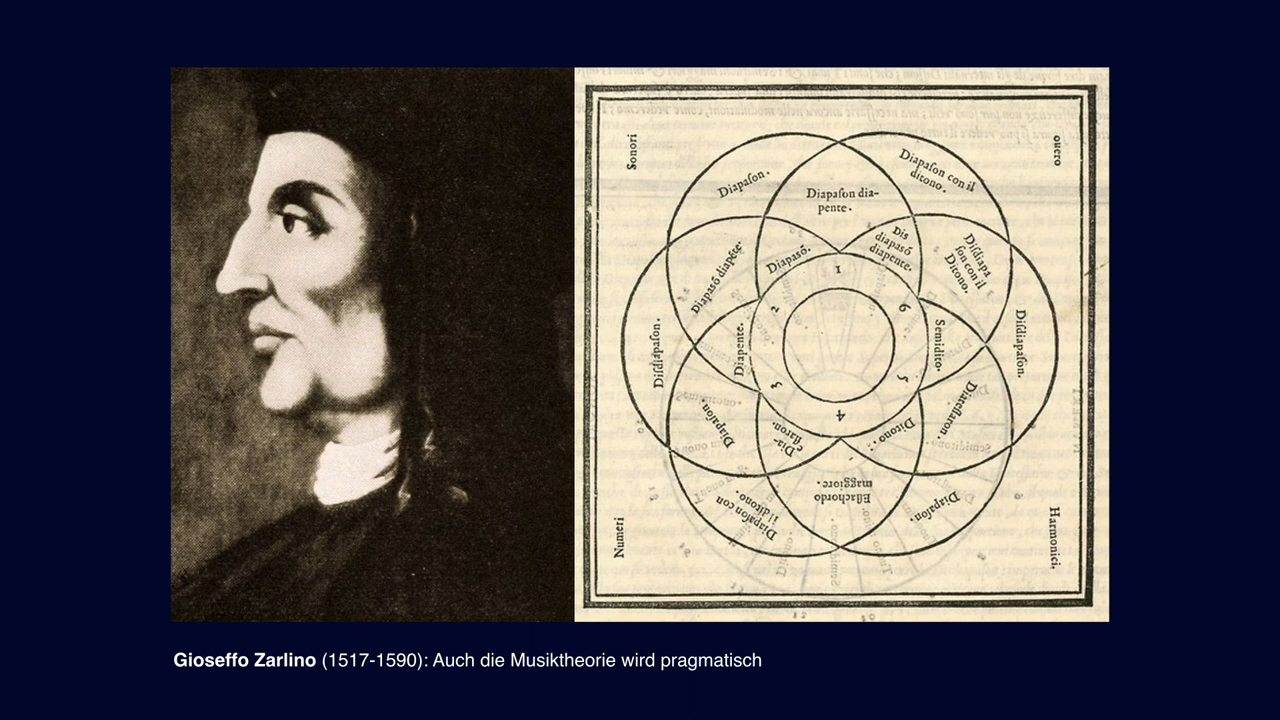 Sonori
ouero
Diapaſon.
Diapaſon con il
ditono.
Diapaſon dia-
pente.
Diapaſō diapēte.
Diapaſō.
Dis
diapaſō
diapente.
Diſdiapa
ſon con il
Ditono.
1
2
6
Diſdiapaſon.
Diapente.
Semidito.
Diſdiapaſon.
3
5
4
Diapaſon.
Dia-
teſſaron.
Ditono.
Diateſſaron.
Eſſachordo
maggiore.
Diapaſon con
il ditono.
Diapaſon.
Numeri
Harmonici.
Gioseffo Zarlino (1517-1590): Auch die Musiktheorie wird pragmatisch